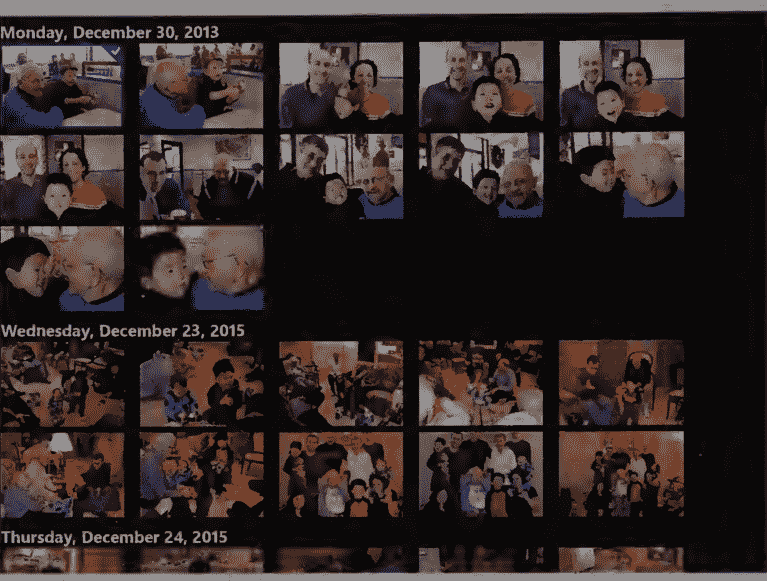 Monday, December 30, 2013
Wednesday, December 23, 2015
Thursday, December 24, 2015